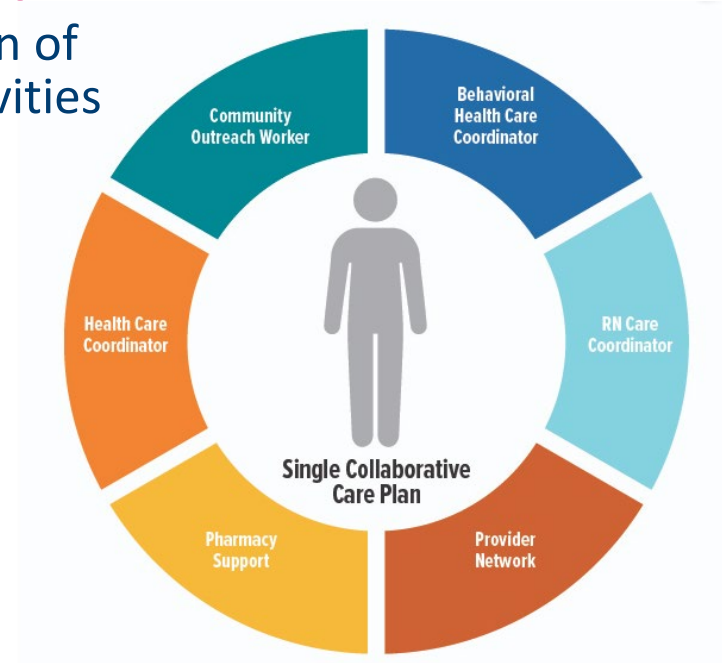 n of
vities
Community
Outreach Worker
Behavioral
Health Care
Coordinator
Health Care
Coordinator
RN Care
Coordinator
Single Collaborative
Care Plan
Pharmacy
Support
Provider
Network